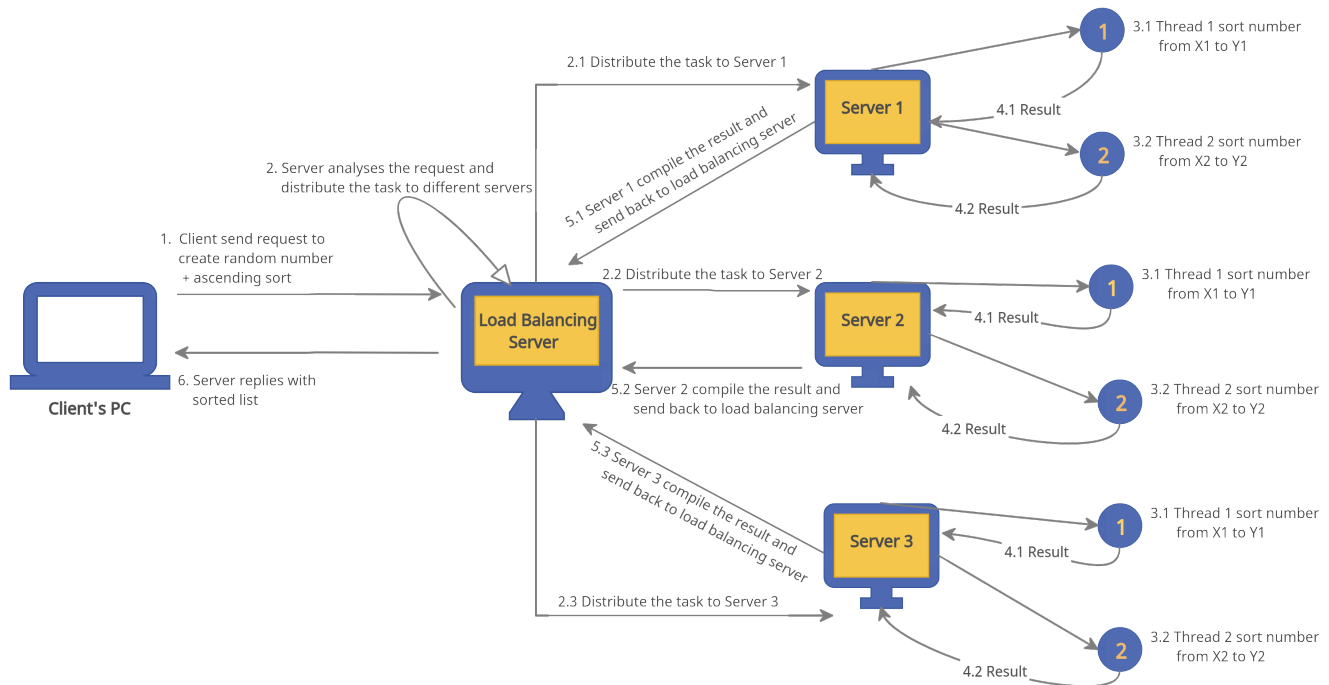 1
3.1 Thread 1 sort number
from X1 to Y1
2.1 Distribute the task to Server 1
Server 1
4.1 Result
5.1 Server 1 compile the result and
send back to load balancing server
2
3.2 Thread 2 sort number
from X2 to Y2
4.2 Result
2. Server analyses the request and
distribute the task to different servers
1. Client send request to
create random number
+ ascending sort
2.2 Distribute the task to Server 2
1
3.1 Thread 1 sort number
from X1 to Y1
Load Balancing
Server
Server 2
4.1 Result
6. Server replies with
sorted list
Client's PC
5.2 Server 2 compile the result and
send back to load balancing server
2
3.2 Thread 2 sort number
from X2 to Y2
4.2 Result
5.3 Server 3 compile the result and
send back to load balancing server
Server 3
1
3.1 Thread 1 sort number
from X1 to Y1
4.1 Result
2.3 Distribute the task to Server 3
2
3.2 Thread 2 sort number
from X2 to Y2
4.2 Result